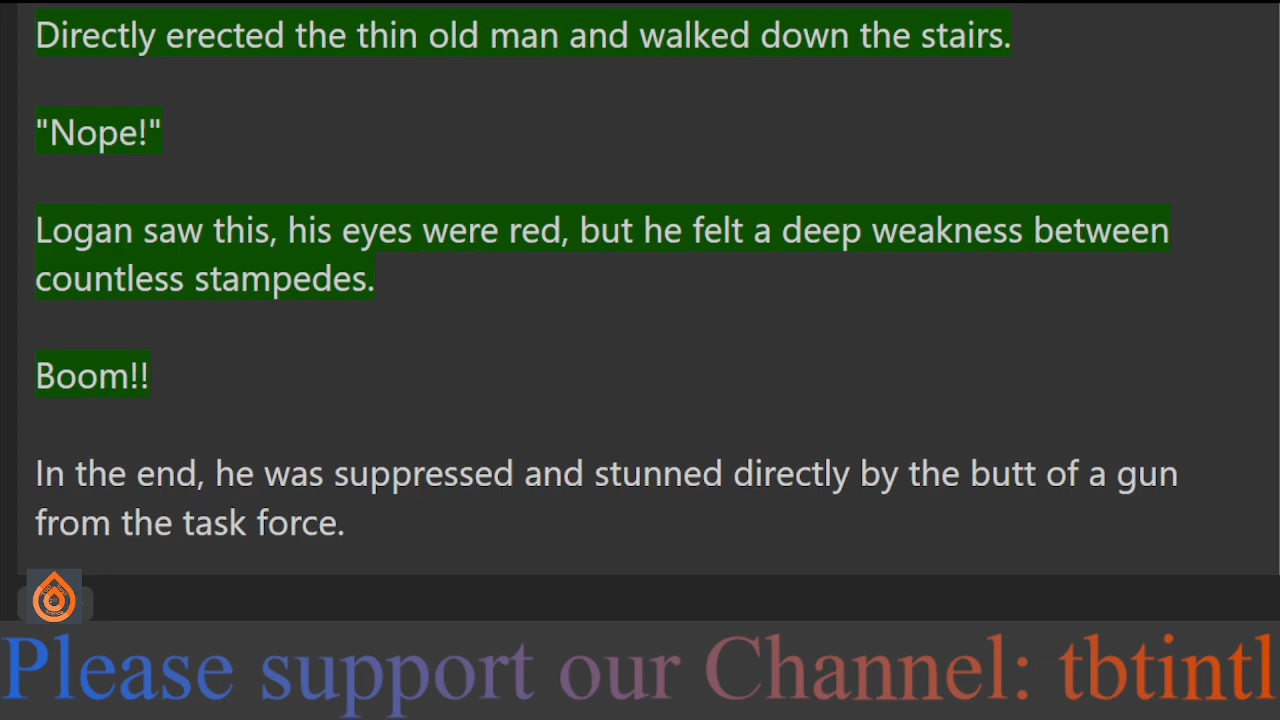 Directly erected the thin old man and walked down the stairs.
"Nope!"
Logan saw this, his eyes were red, but he felt a deep weakness between
countless stampedes.
Boom!!
In the end, he was suppressed and stunned directly by the butt of a gun
from the task force.
Please support our Channel: tbtintl